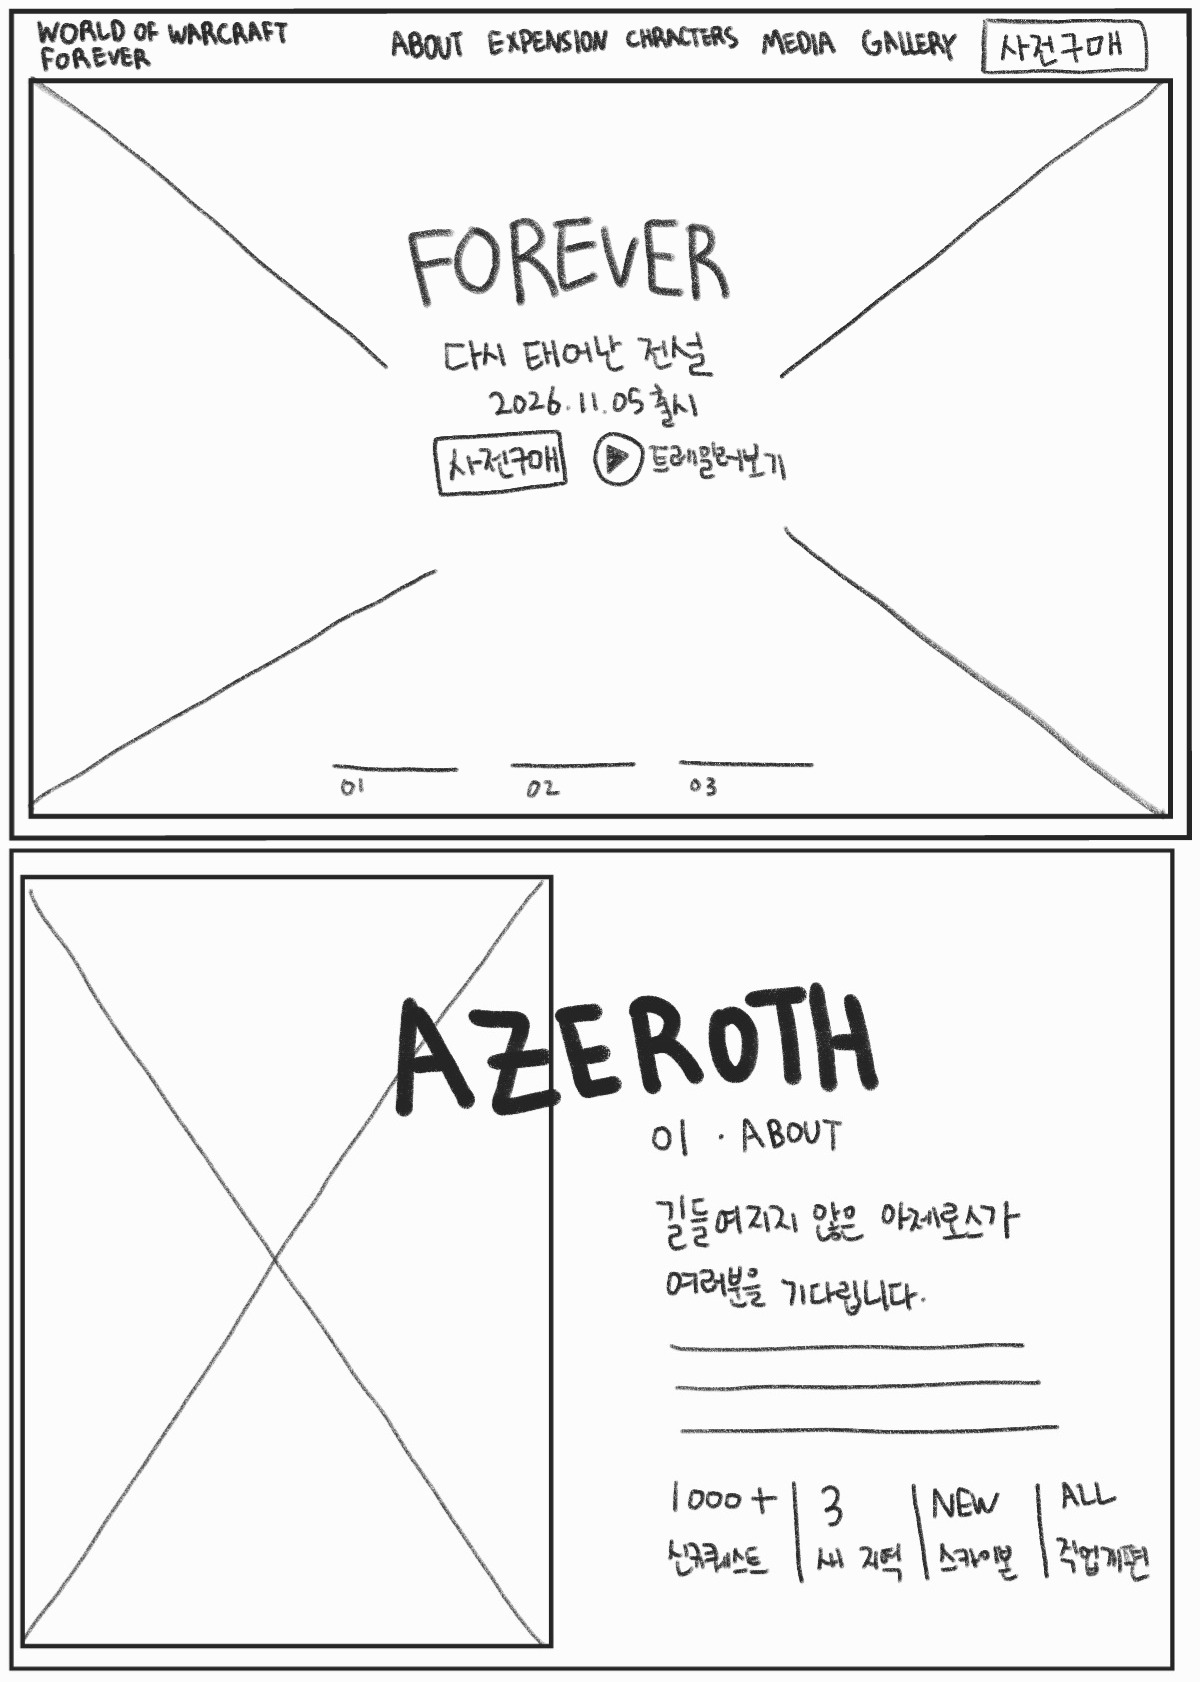 WORLD OF WARCRAFT
FOREVER
ABOUT EXPENSION CHRACTERS MEDIA GALLERY 사전구매
FOREVER
다시 태어난 전설
2026.11.05 출시
사전구매 트레일러보기
01 02 03
AZEROTH
01 · ABOUT
길들여지지 않은 아제로스가
여러분을 기다립니다.
1000+ 3 NEW ALL
신규퀘스트 새 지역 스카이본 직업개편